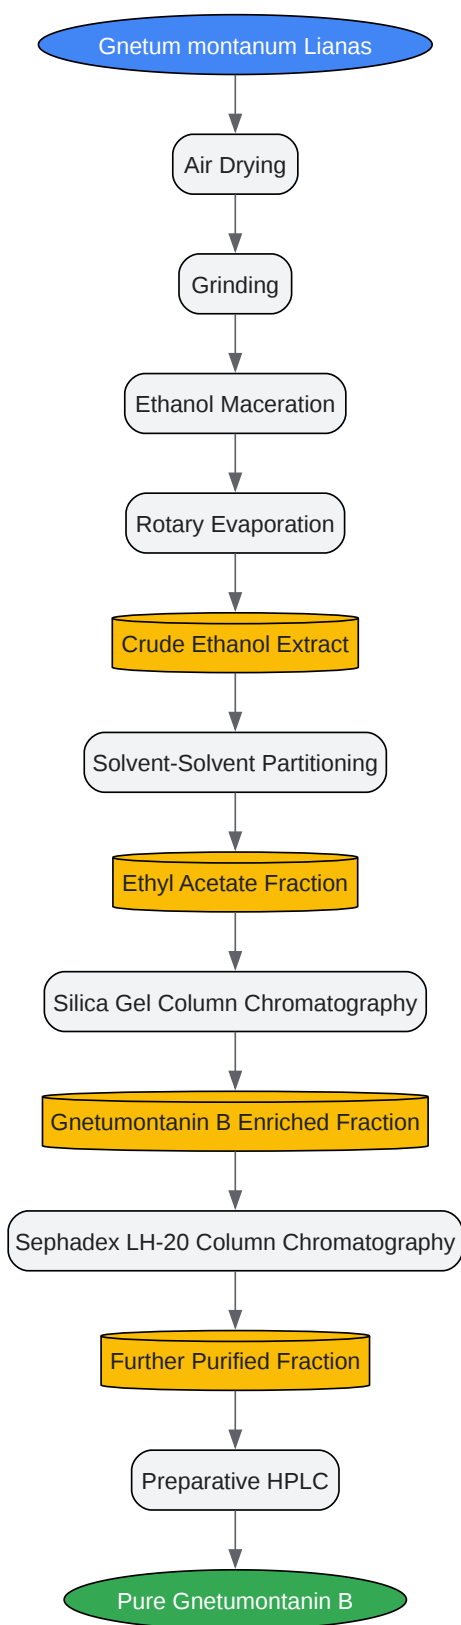 Gnetum montanum Lianas
Air Drying
Grinding
Ethanol Maceration
Rotary Evaporation
Crude Ethanol Extract
Solvent-Solvent Partitioning
Ethyl Acetate Fraction
Silica Gel Column Chromatography
Gnetumontanin B Enriched Fraction
Sephadex LH-20 Column Chromatography
Further Purified Fraction
Preparative HPLC
Pure Gnetumontanin B